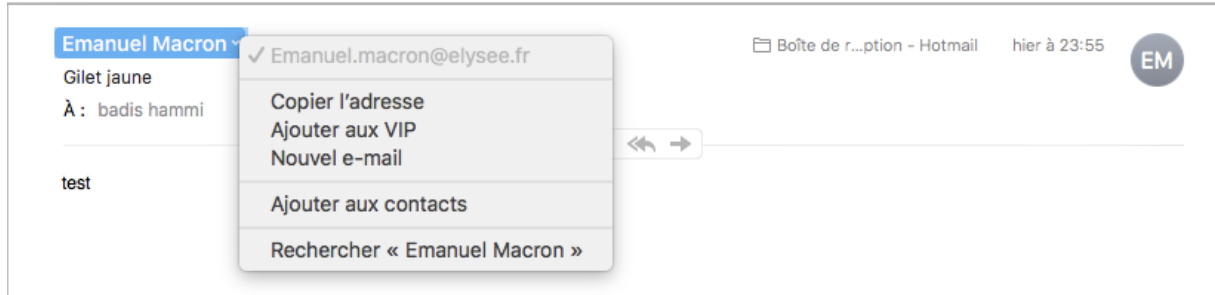 Emanuel Macron
Boîte de r...ption - Hotmail
hier à 23:55
EM
Gilet jaune
À : badis hammi
✓ Emanuel.macron@elysee.fr
Copier l’adresse
Ajouter aux VIP
Nouvel e-mail
Ajouter aux contacts
Rechercher « Emanuel Macron »
test